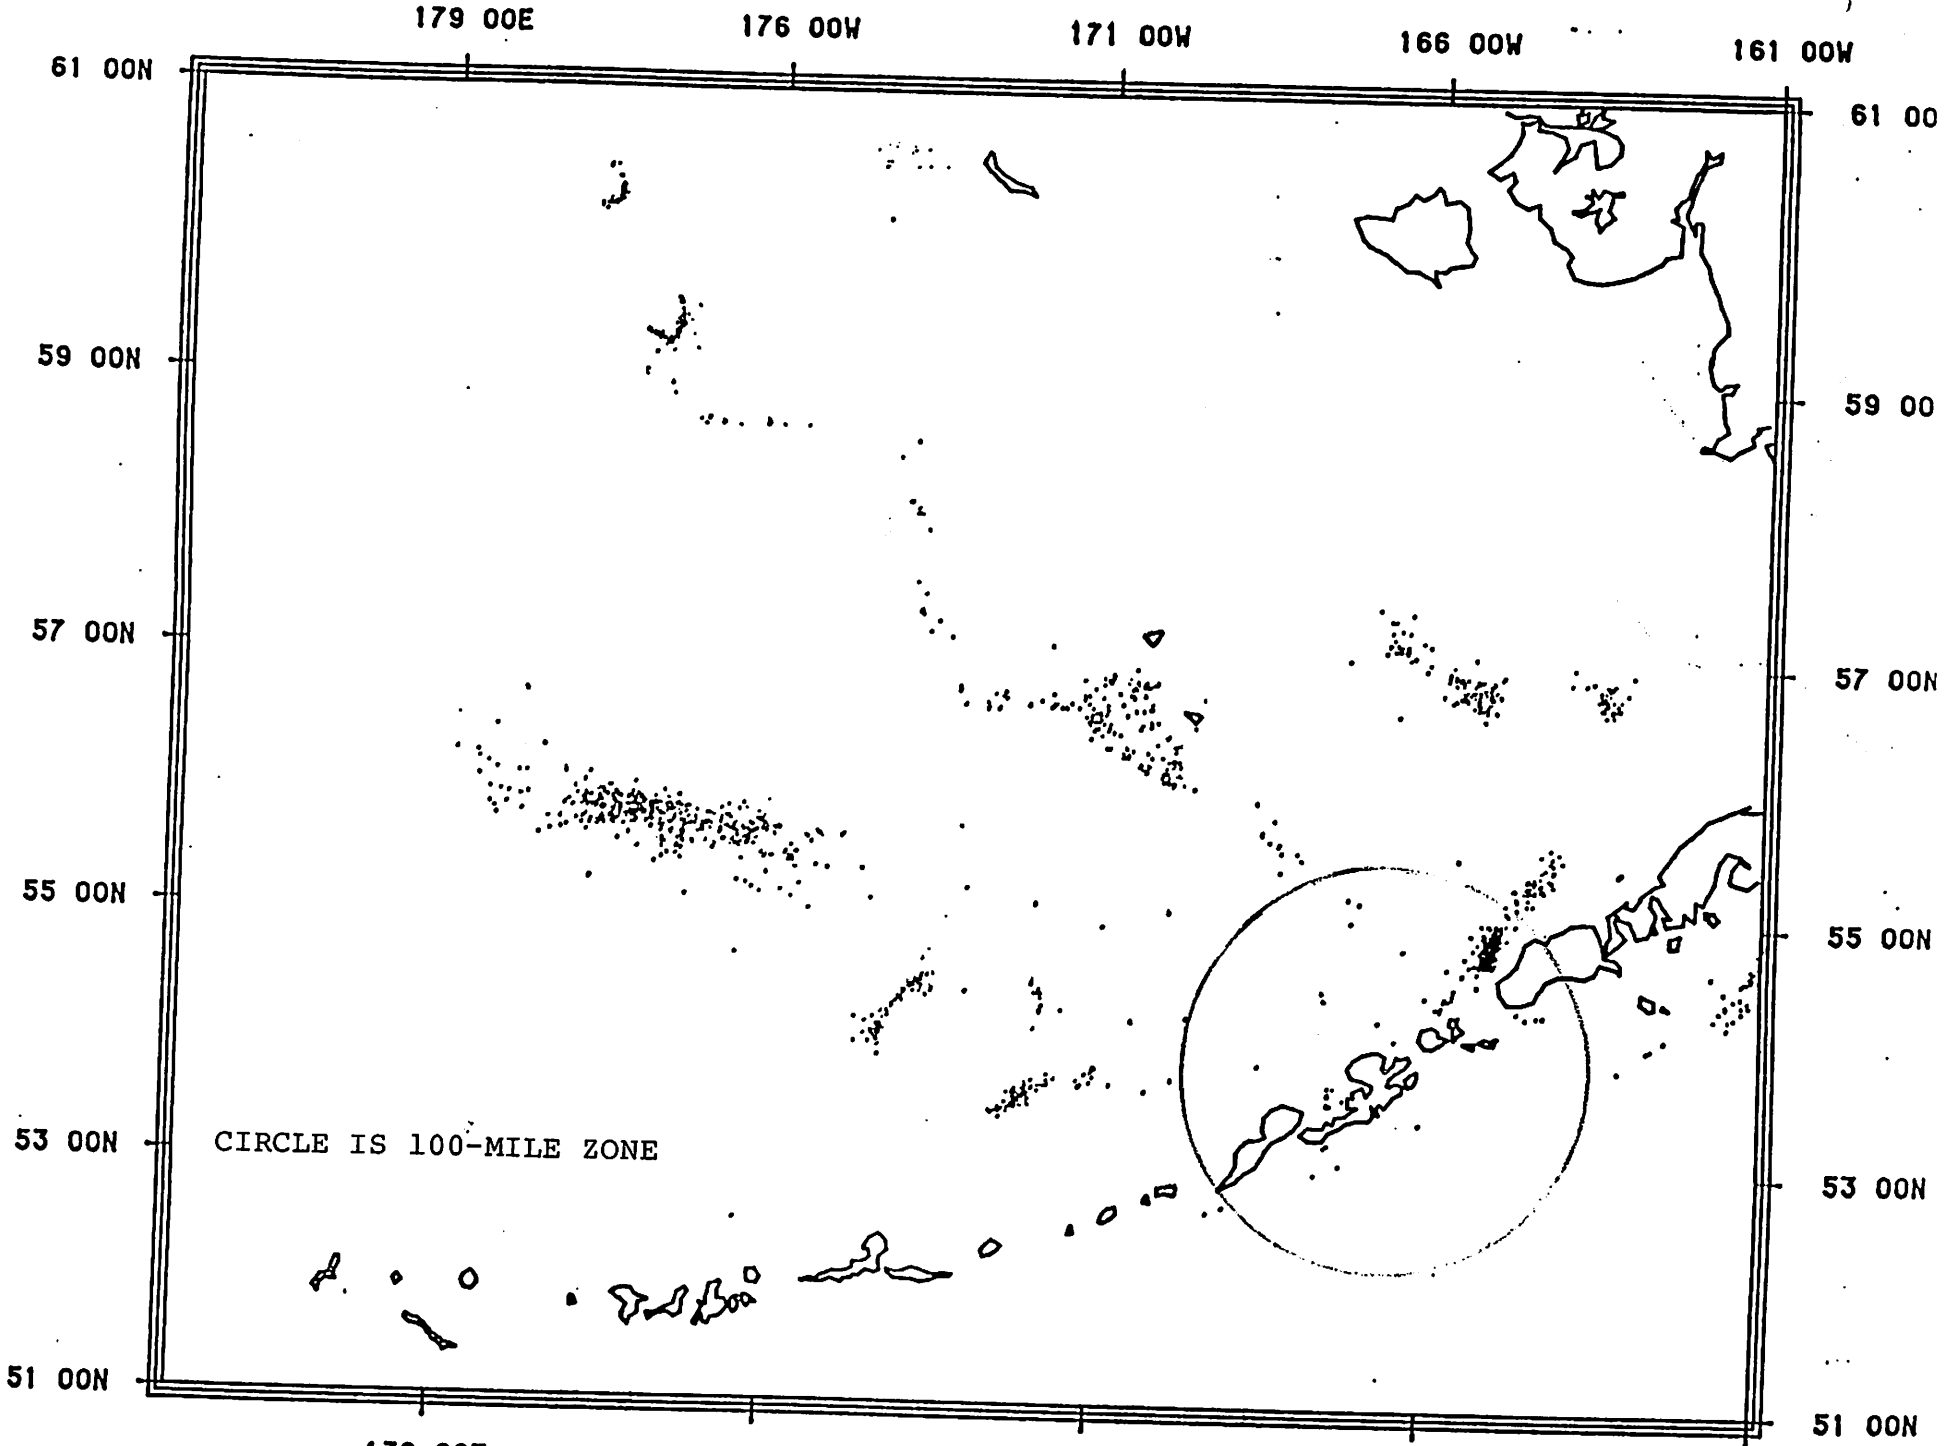 179 00E 176 00W 171 00W 166 00W 161 00W
61 00N 61 00
59 00N 59 00
57 00N 57 00N
55 00N 55 00N
53 00N CIRCLE IS 100-MILE ZONE 53 00N
51 00N 51 00N